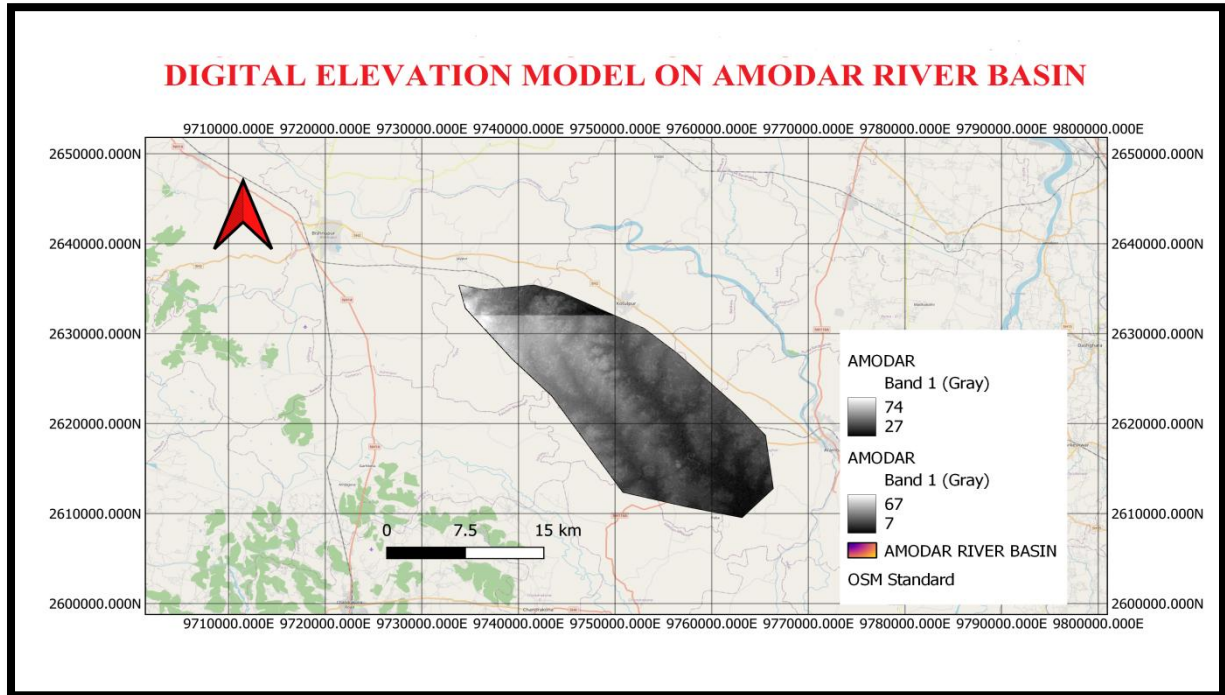 DIGITAL ELEVATION MODEL ON AMODAR RIVER BASIN
9710000.000E 9720000.000E 9730000.000E 9740000.000E 9750000.000E 9760000.000E 9770000.000E 9780000.000E 9790000.000E 9800000.000E
2650000.000N 2650000.000N
2640000.000N 2640000.000N
Bishnupur
Kotulpur
2630000.000N 2630000.000N
AMODAR
Band 1 (Gray)
74
27
2620000.000N 2620000.000N
AMODAR
Band 1 (Gray)
67
7
2610000.000N 2610000.000N
0 7.5 15 km
AMODAR RIVER BASIN
OSM Standard
2600000.000N 2600000.000N
Chandrakona
9710000.000E 9720000.000E 9730000.000E 9740000.000E 9750000.000E 9760000.000E 9770000.000E 9780000.000E 9790000.000E 9800000.000E